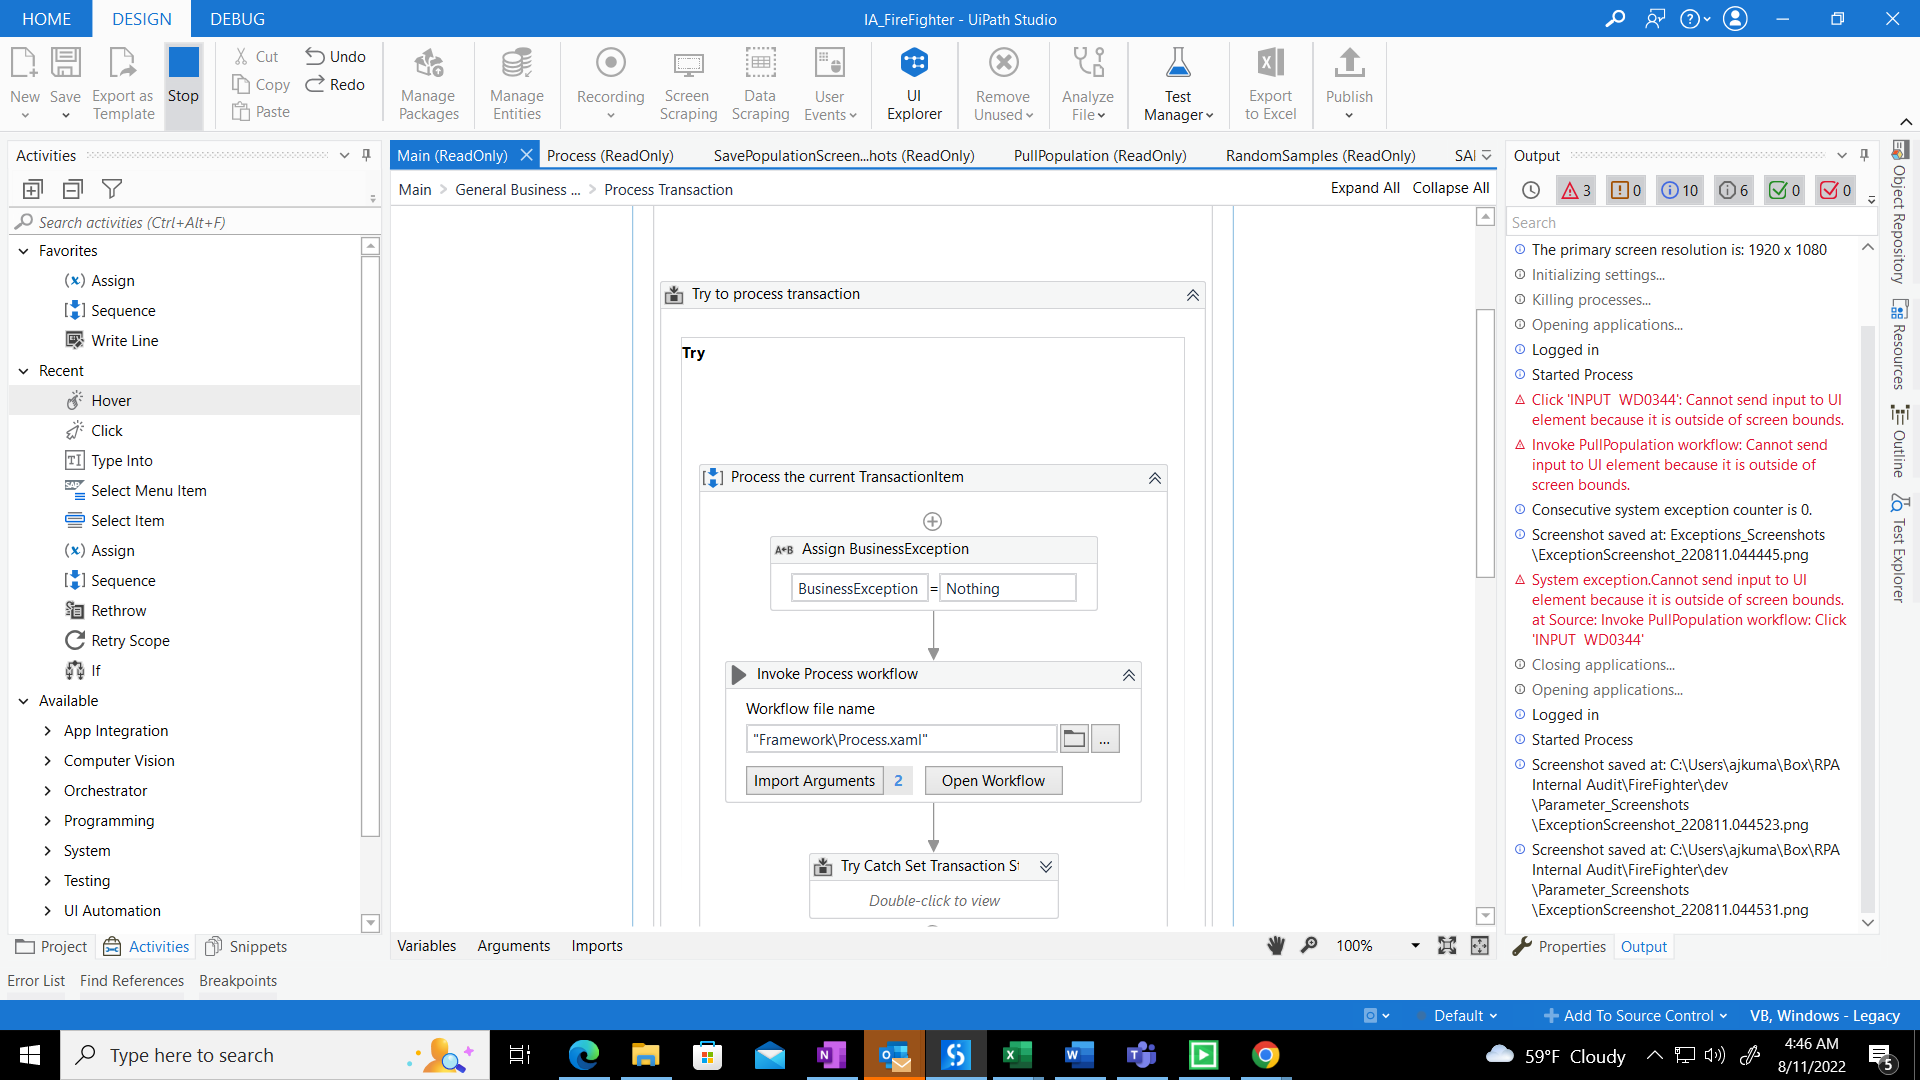 HOME
DESIGN
DEBUG
IA_FireFighter - UiPath Studio
New
Save
Export as
Template
Stop
Cut
Copy
Paste
Undo
Redo
Manage
Packages
Manage
Entities
Recording
Screen
Scraping
Data
Scraping
User
Events
UI
Explorer
Remove
Unused
Analyze
File
Test
Manager
Export
to Excel
Publish
Activities
Search activities (Ctrl+Alt+F)
Favorites
Assign
Sequence
Write Line
Recent
Hover
Click
Type Into
Select Menu Item
Select Item
Assign
Sequence
Rethrow
Retry Scope
If
Available
App Integration
Computer Vision
Orchestrator
Programming
System
Testing
UI Automation
Project
Activities
Snippets
Main (ReadOnly)
Process (ReadOnly)
SavePopulationScreen...hots (ReadOnly)
PullPopulation (ReadOnly)
RandomSamples (ReadOnly)
SAI
Main > General Business ... > Process Transaction
Expand All
Collapse All
Try to process transaction
Try
Process the current TransactionItem
A+B Assign BusinessException
BusinessException = Nothing
Invoke Process workflow
Workflow file name
"Framework\Process.xaml"
...
Import Arguments 2
Open Workflow
Try Catch Set Transaction St
Double-click to view
Variables
Arguments
Imports
100%
Output
3
0
10
6
0
0
Search
The primary screen resolution is: 1920 x 1080
Initializing settings...
Killing processes...
Opening applications...
Logged in
Started Process
Click 'INPUT  WD0344': Cannot send input to UI
element because it is outside of screen bounds.
Invoke PullPopulation workflow: Cannot send
input to UI element because it is outside of
screen bounds.
Consecutive system exception counter is 0.
Screenshot saved at: Exceptions_Screenshots
\ExceptionScreenshot_220811.044445.png
System exception.Cannot send input to UI
element because it is outside of screen bounds.
at Source: Invoke PullPopulation workflow: Click
'INPUT  WD0344'
Closing applications...
Opening applications...
Logged in
Started Process
Screenshot saved at: C:\Users\ajkuma\Box\RPA
Internal Audit\FireFighter\dev
\Parameter_Screenshots
\ExceptionScreenshot_220811.044523.png
Screenshot saved at: C:\Users\ajkuma\Box\RPA
Internal Audit\FireFighter\dev
\Parameter_Screenshots
\ExceptionScreenshot_220811.044531.png
Properties
Output
Object Repository
Resources
Outline
Test Explorer
Error List
Find References
Breakpoints
Default
Add To Source Control
VB, Windows - Legacy
Type here to search
59°F Cloudy
4:46 AM
8/11/2022
5